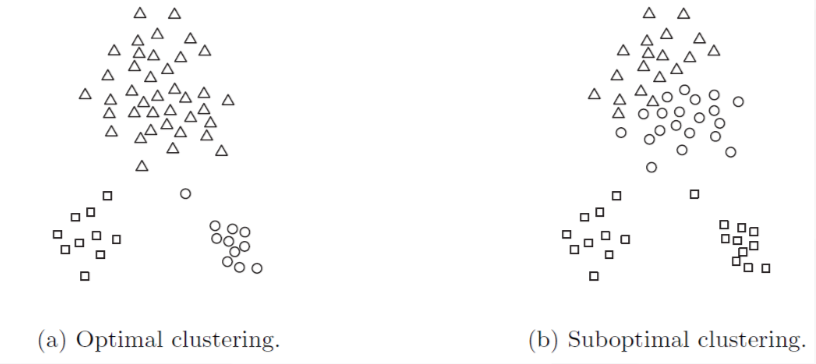 (a) Optimal clustering.
(b) Suboptimal clustering.